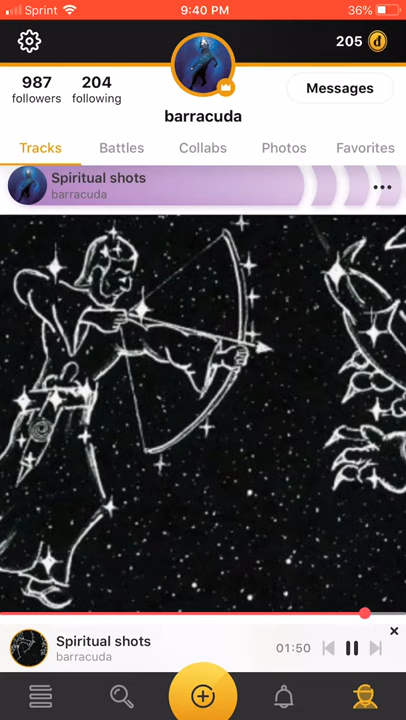 Sprint 9:40 PM 36%
205 d
987 204
followers following
Messages
barracuda
Tracks Battles Collabs Photos Favorites
Spiritual shots
barracuda
Spiritual shots
barracuda
01:50